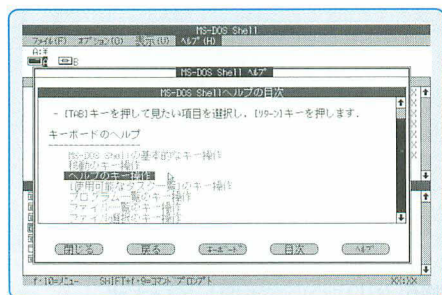 MS-DOS Shell
ファイル(F) オプション(O) 表示(V) ヘルプ(H)
A:¥
A B
MS-DOS Shell ヘルプ
MS-DOS Shellヘルプの目次
- [TAB]キーを押して見たい項目を選択し、[リターン]キーを押します.
キーボードのヘルプ
MS-DOS Shellの基本的なキー操作
移動のキー操作
ヘルプのキー操作
[使用可能なタスク一覧]のキー操作
プログラム一覧のキー操作
ファイル一覧のキー操作
ファイル選択のキー操作
閉じる 戻る キーボード 目次 ヘルプ
f・10=メニュー SHIFT+f・9=コマンド プロンプト XX:XX